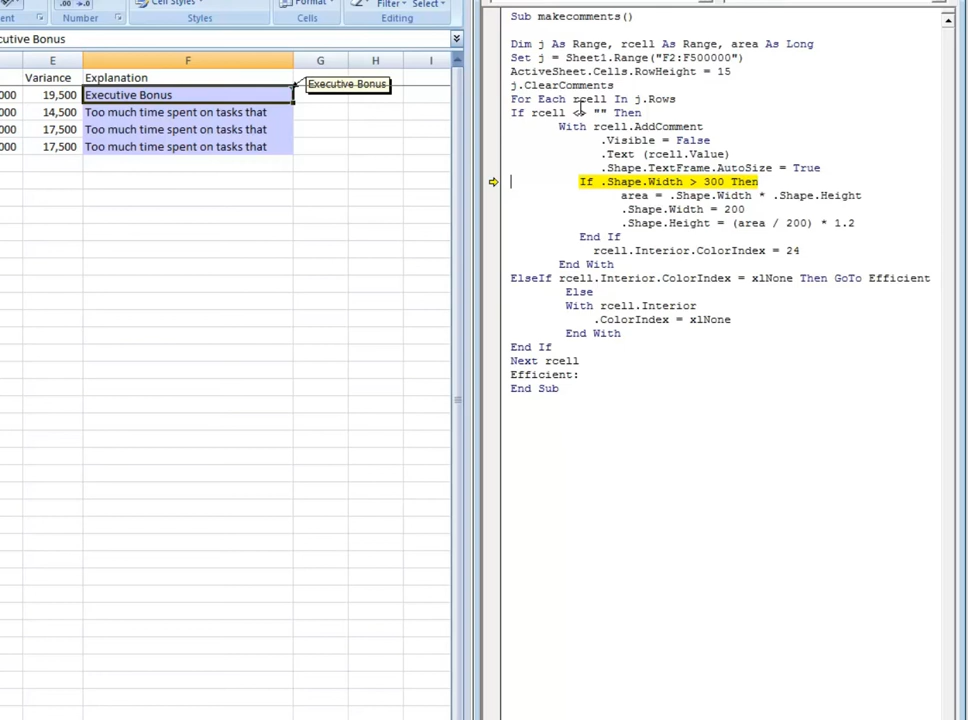 Cell Styles
Format
Filter Select
ent
Number
Styles
Cells
Editing
cutive Bonus
E F G H I
Variance Explanation
000 19,500 Executive Bonus
Executive Bonus
000 14,500 Too much time spent on tasks that
000 17,500 Too much time spent on tasks that
000 17,500 Too much time spent on tasks that
Sub makecomments()
Dim j As Range, rcell As Range, area As Long
Set j = Sheet1.Range("F2:F500000")
ActiveSheet.Cells.RowHeight = 15
j.ClearComments
For Each rcell In j.Rows
If rcell <> "" Then
With rcell.AddComment
.Visible = False
.Text (rcell.Value)
.Shape.TextFrame.AutoSize = True
If .Shape.Width > 300 Then
area = .Shape.Width * .Shape.Height
.Shape.Width = 200
.Shape.Height = (area / 200) * 1.2
End If
rcell.Interior.ColorIndex = 24
End With
ElseIf rcell.Interior.ColorIndex = xlNone Then GoTo Efficient
Else
With rcell.Interior
.ColorIndex = xlNone
End With
End If
Next rcell
Efficient:
End Sub